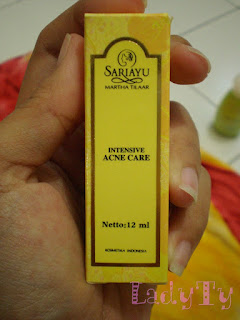 SARIAYU
MARTHA TILAAR
INTENSIVE
ACNE CARE
Netto:12 ml
KOSMETIKA INDONESIA
LadyTy